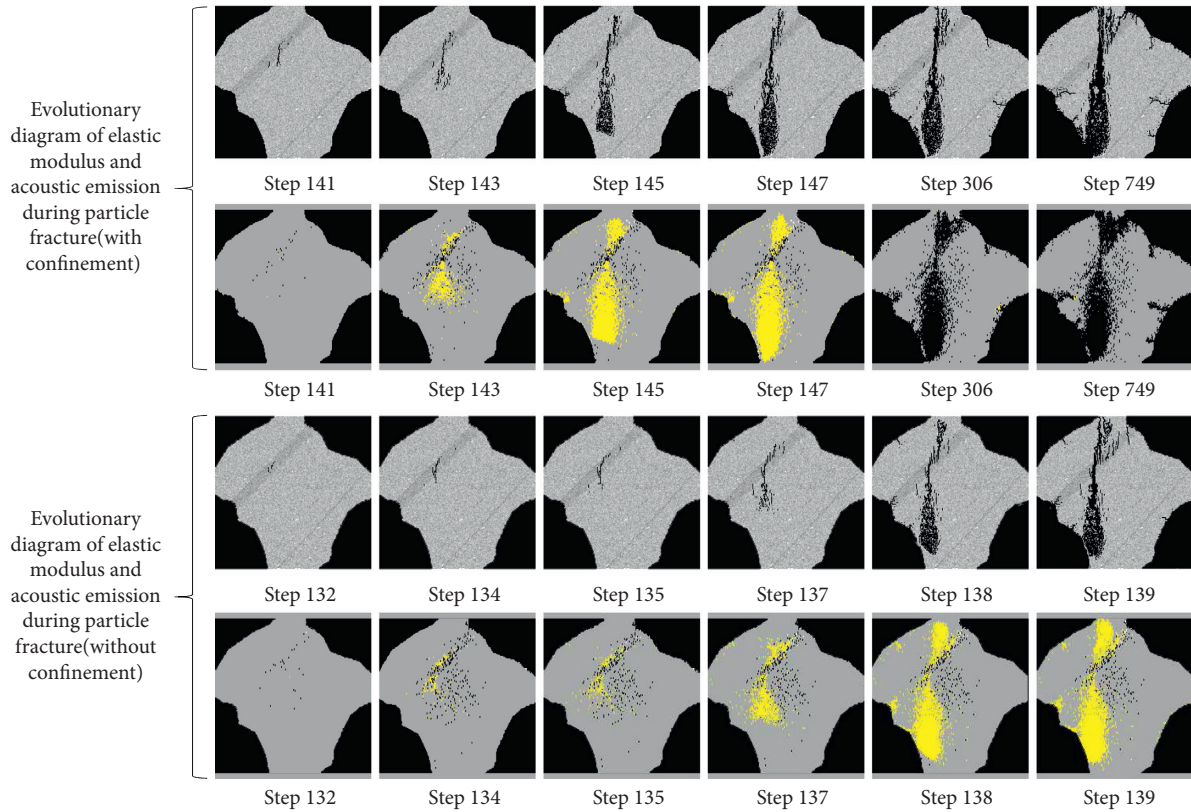 Evolutionary
diagram of elastic
modulus and
acoustic emission
during particle
fracture(with
confinement)
Step 141 Step 143 Step 145 Step 147 Step 306 Step 749
Step 141 Step 143 Step 145 Step 147 Step 306 Step 749
Evolutionary
diagram of elastic
modulus and
acoustic emission
during particle
fracture(without
confinement)
Step 132 Step 134 Step 135 Step 137 Step 138 Step 139
Step 132 Step 134 Step 135 Step 137 Step 138 Step 139